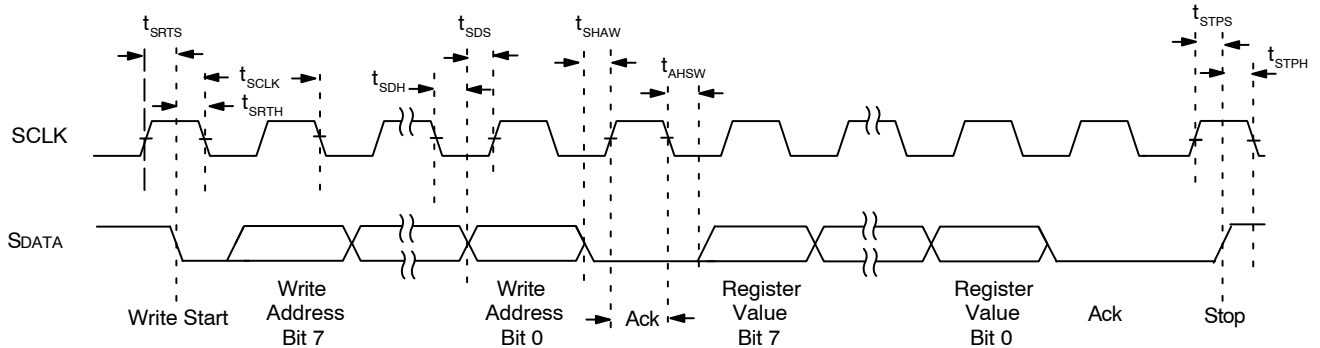 tSRTS
tSDS
tSHAW
tSTPS
tSCLK
tSDH
tAHSW
tSTPH
tSRTH
SCLK
SDATA
Write Start
Write
Address
Bit 7
Write
Address
Bit 0
Ack
Register
Value
Bit 7
Register
Value
Bit 0
Ack
Stop